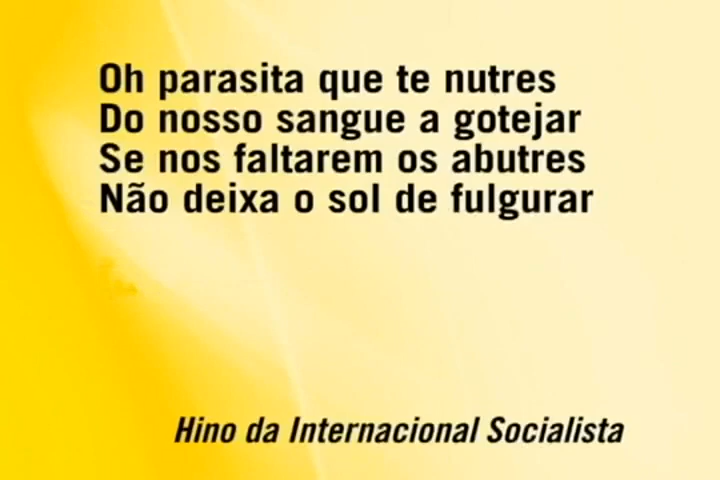 Oh parasita que te nutres
Do nosso sangue a gotejar
Se nos faltarem os abutres
Não deixa o sol de fulgurar
Hino da Internacional Socialista